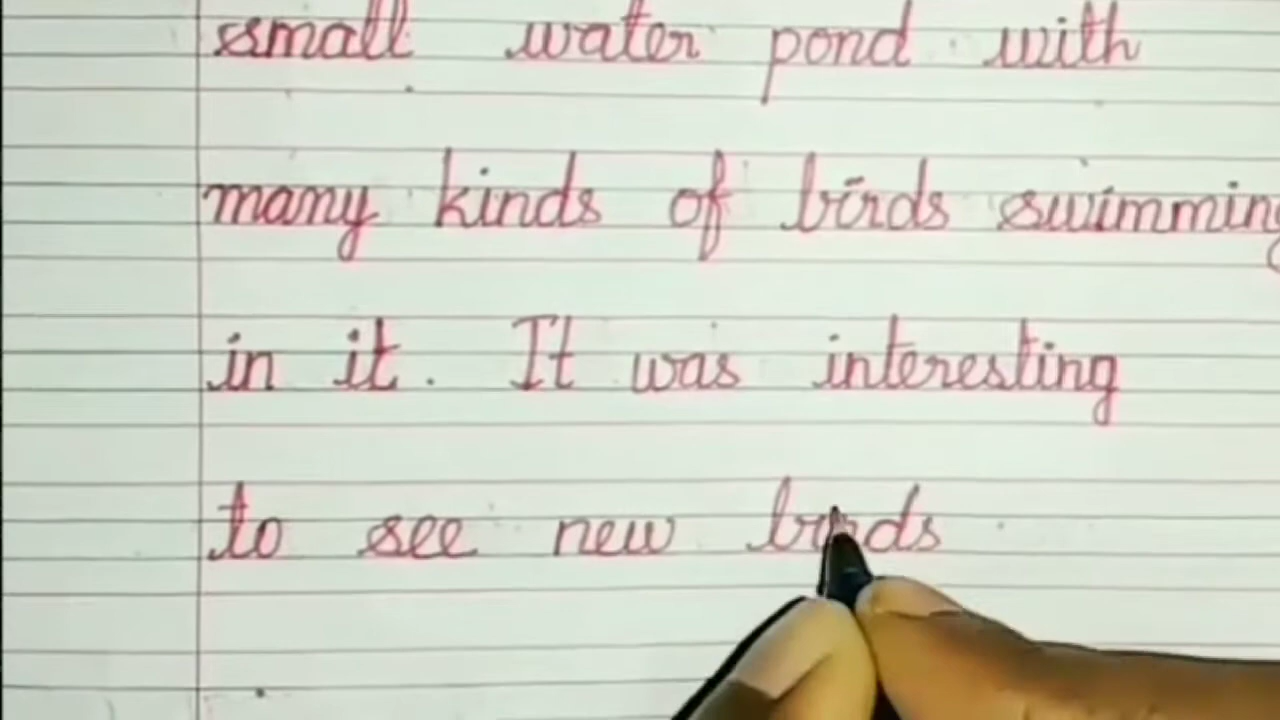 small water pond with
many kinds of birds swimming
in it. It was interesting
to see new birds